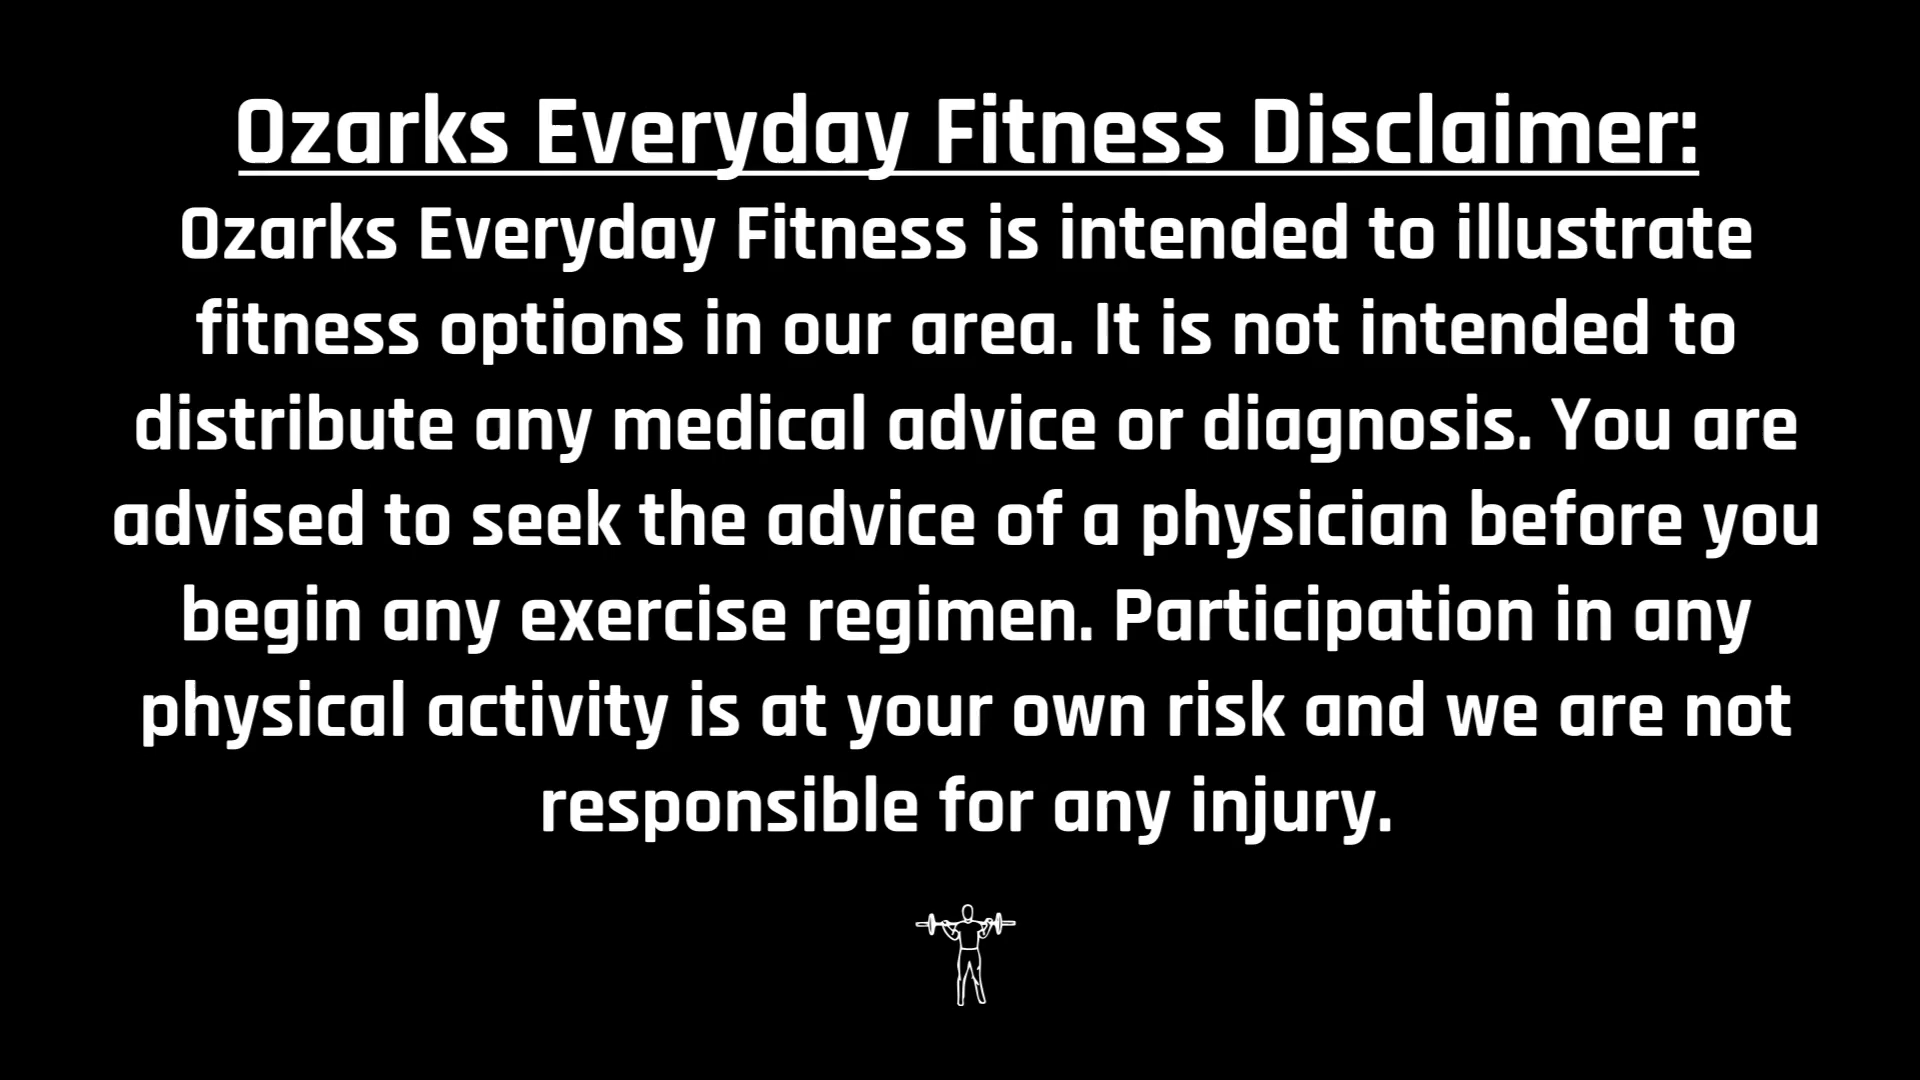 Ozarks Everyday Fitness Disclaimer:
Ozarks Everyday Fitness is intended to illustrate
fitness options in our area. It is not intended to
distribute any medical advice or diagnosis. You are
advised to seek the advice of a physician before you
begin any exercise regimen. Participation in any
physical activity is at your own risk and we are not
responsible for any injury.